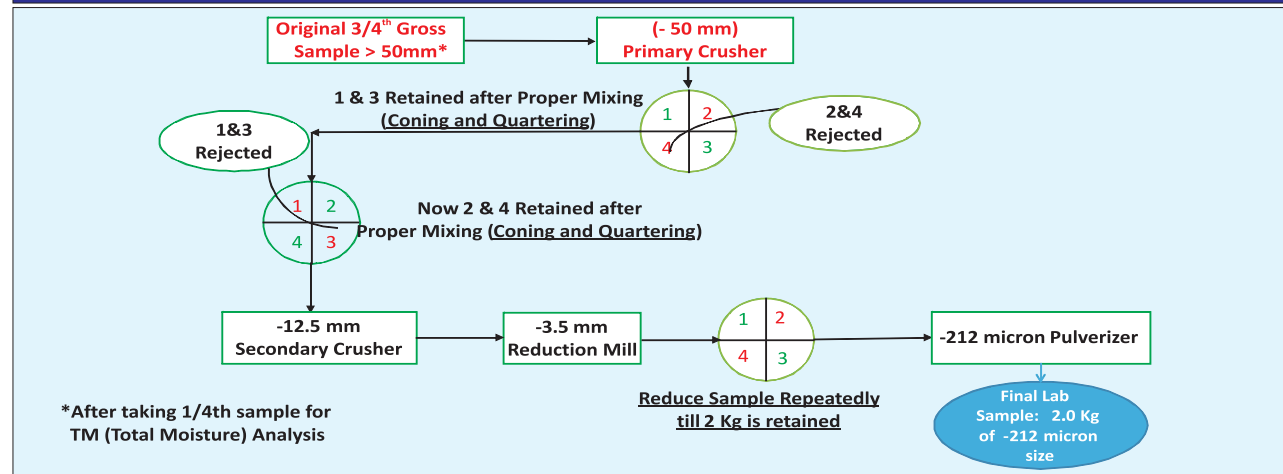 Original 3/4th Gross
Sample > 50mm*
(- 50 mm)
Primary Crusher
1 & 3 Retained after Proper Mixing
(Coning and Quartering)
1 2
4 3
2&4
Rejected
1&3
Rejected
1 2
4 3
Now 2 & 4 Retained after
Proper Mixing (Coning and Quartering)
-12.5 mm
Secondary Crusher
-3.5 mm
Reduction Mill
1 2
4 3
-212 micron Pulverizer
Reduce Sample Repeatedly
till 2 Kg is retained
Final Lab
Sample: 2.0 Kg
of -212 micron
size
*After taking 1/4th sample for
TM (Total Moisture) Analysis